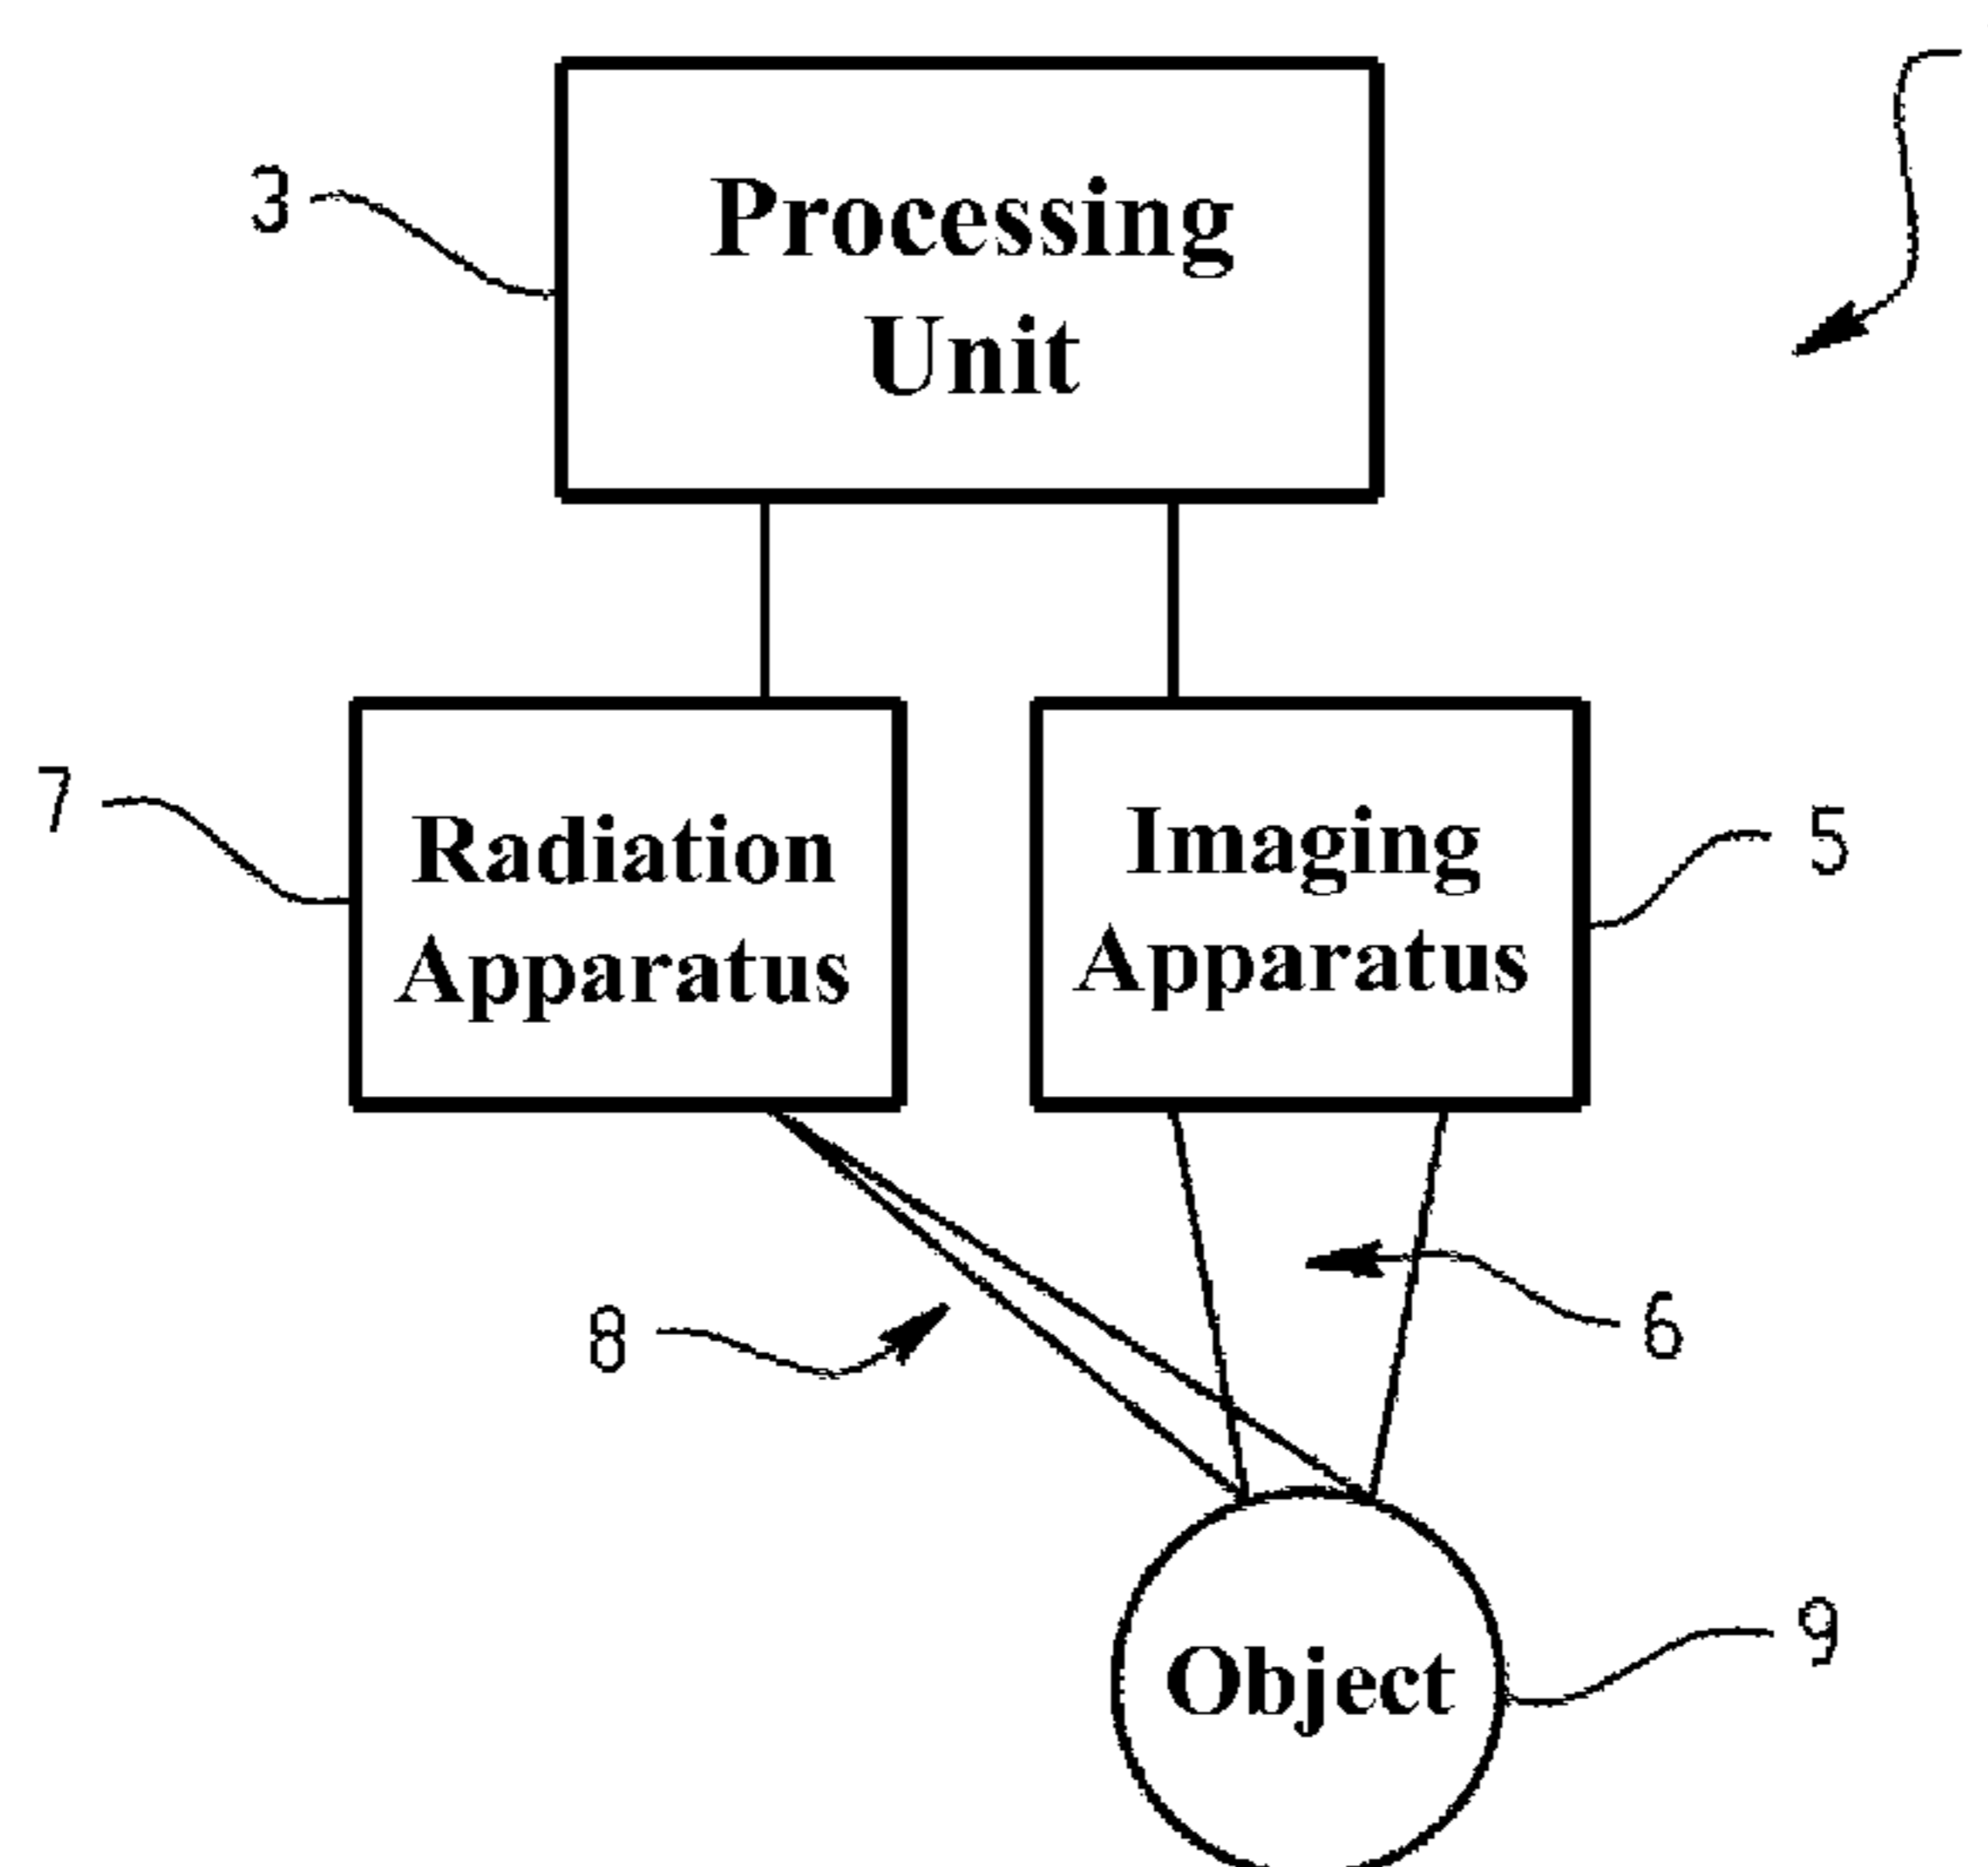 3
Processing
Unit
7
Radiation
Apparatus
Imaging
Apparatus
5
8
6
Object
9